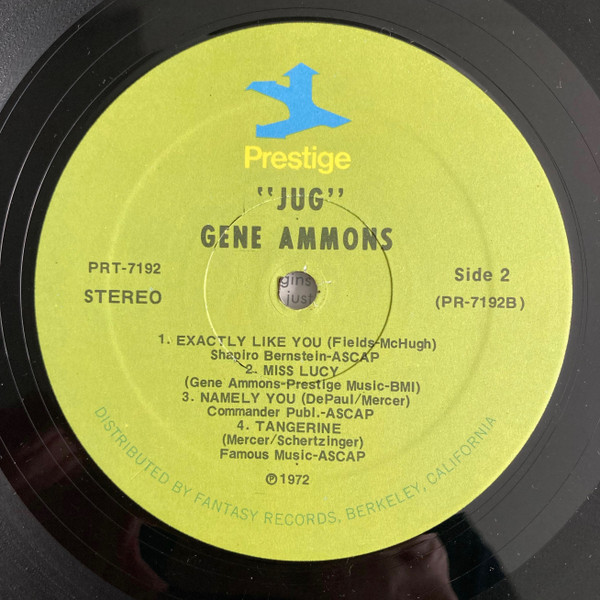 Prestige
"JUG"
GENE AMMONS
PRT-7192
STEREO
Side 2
(PR-7192B)
gins
just
1. EXACTLY LIKE YOU (Fields-McHugh)
Shapiro Bernstein-ASCAP
2. MISS LUCY
(Gene Ammons-Prestige Music-BMI)
3. NAMELY YOU (DePaul/Mercer)
Commander Publ.-ASCAP
4. TANGERINE
(Mercer/Schertzinger)
Famous Music-ASCAP
℗ 1972
DISTRIBUTED BY FANTASY RECORDS, BERKELEY, CALIFORNIA